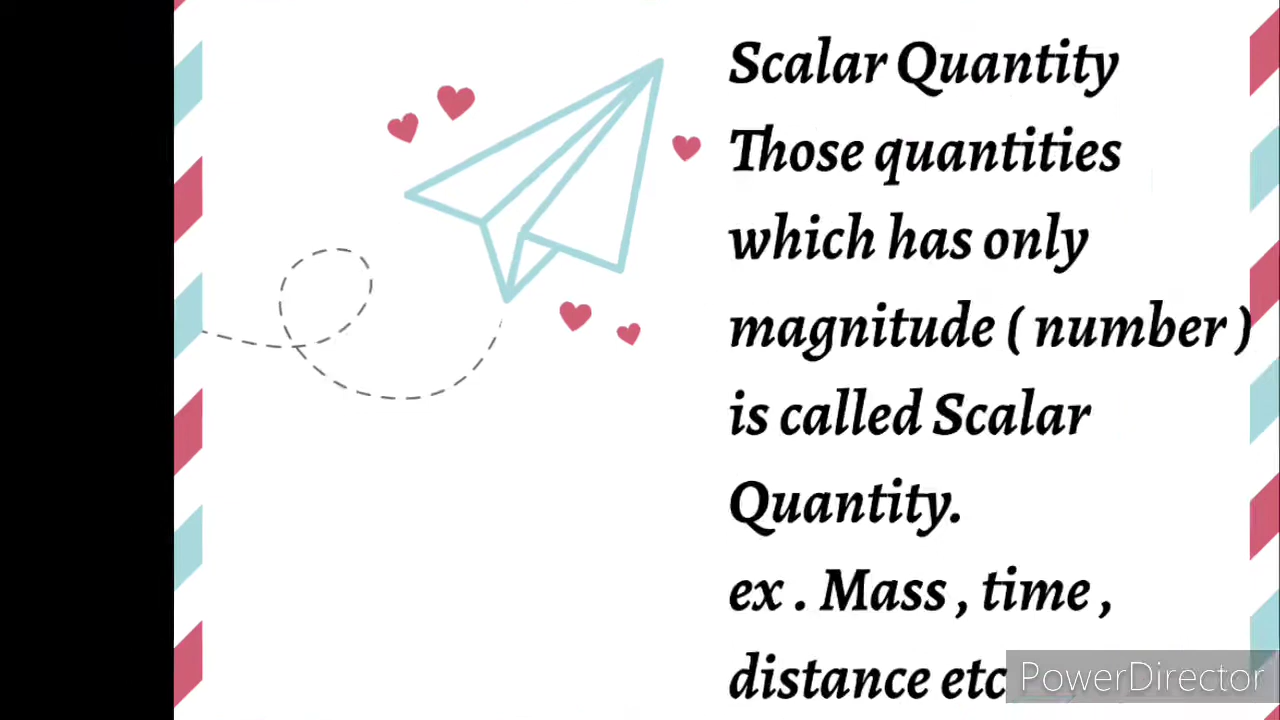 Scalar Quantity
Those quantities
which has only
magnitude ( number )
is called Scalar
Quantity.
ex . Mass , time ,
distance etc
PowerDirector